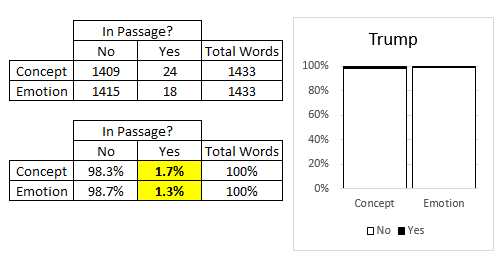 In Passage?
No Yes Total Words
Concept 1409 24 1433
Emotion 1415 18 1433
In Passage?
No Yes Total Words
Concept 98.3% 1.7% 100%
Emotion 98.7% 1.3% 100%
Trump
100%
80%
60%
40%
20%
0%
Concept Emotion
No Yes